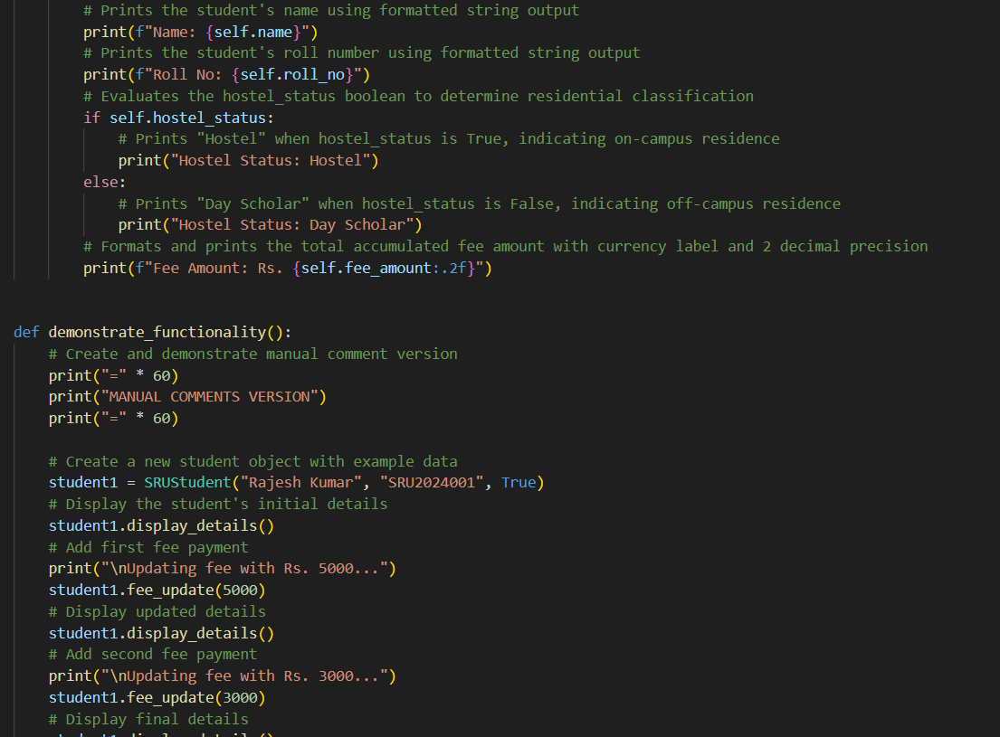 # Prints the student's name using formatted string output
print(f"Name: {self.name}")
# Prints the student's roll number using formatted string output
print(f"Roll No: {self.roll_no}")
# Evaluates the hostel_status boolean to determine residential classification
if self.hostel_status:
# Prints "Hostel" when hostel_status is True, indicating on-campus residence
print("Hostel Status: Hostel")
else:
# Prints "Day Scholar" when hostel_status is False, indicating off-campus residence
print("Hostel Status: Day Scholar")
# Formats and prints the total accumulated fee amount with currency label and 2 decimal precision
print(f"Fee Amount: Rs. {self.fee_amount:.2f}")
def demonstrate_functionality():
# Create and demonstrate manual comment version
print("=" * 60)
print("MANUAL COMMENTS VERSION")
print("=" * 60)
# Create a new student object with example data
student1 = SRUStudent("Rajesh Kumar", "SRU2024001", True)
# Display the student's initial details
student1.display_details()
# Add first fee payment
print("\nUpdating fee with Rs. 5000...")
student1.fee_update(5000)
# Display updated details
student1.display_details()
# Add second fee payment
print("\nUpdating fee with Rs. 3000...")
student1.fee_update(3000)
# Display final details